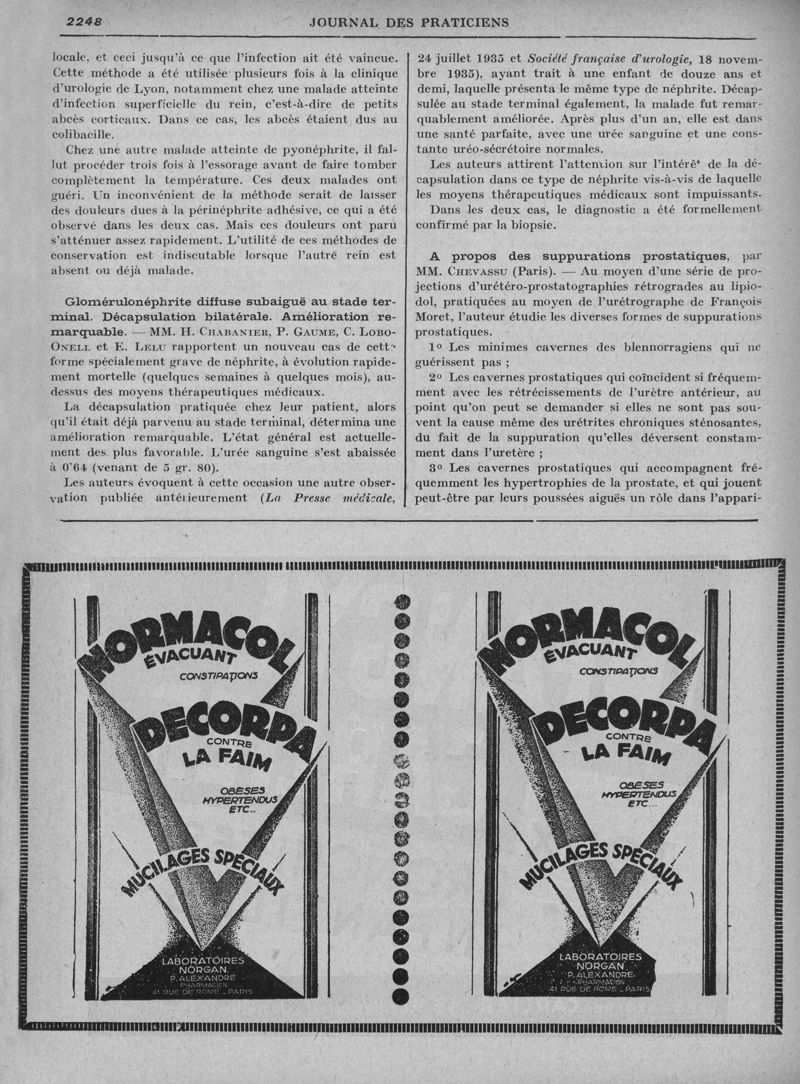 2248
JOURNAL DES PRATICIENS
locale, et ceci jusqu'à ce que l'infection ait été vaincue.
Cette méthode a été utilisée plusieurs fois à la clinique
d'urologie de Lyon, notamment chez une malade atteinte
d'infection superficielle du rein, c'est-à-dire de petits
abcès corticaux. Dans ce cas, les abcès étaient dus au
colibacille.
Chez une autre malade atteinte de pyonéphrite, il fal-
lut procéder trois fois à l'essorage avant de faire tomber
complètement la température. Ces deux malades ont
guéri. Un inconvénient de la méthode serait de laisser
des douleurs dues à la périnéphrite adhésive, ce qui a été
observé dans les deux cas. Mais ces douleurs ont paru
s'atténuer assez rapidement. L'utilité de ces méthodes de
conservation est indiscutable lorsque l'autre rein est
absent ou déjà malade.
Glomérulonéphrite diffuse subaiguë au stade ter-
minal. Décapsulation bilatérale. Amélioration re-
marquable. — MM. H. CHABANIER, P. GAUME, C. LOBO-
ONELL et E. LELU rapportent un nouveau cas de cette
forme spécialement grave de néphrite, à évolution rapide-
ment mortelle (quelques semaines à quelques mois), au-
dessus des moyens thérapeutiques médicaux.
La décapsulation pratiquée chez leur patient, alors
qu'il était déjà parvenu au stade terminal, détermina une
amélioration remarquable. L'état général est actuelle-
ment des plus favorable. L'urée sanguine s'est abaissée
à 0'64 (venant de 5 gr. 80).
Les auteurs évoquent à cette occasion une autre obser-
vation publiée antérieurement (La Presse médicale,
24 juillet 1935 et Société française d'urologie, 18 novem-
bre 1935), ayant trait à une enfant de douze ans et
demi, laquelle présenta le même type de néphrite. Décap-
sulée au stade terminal également, la malade fut remar-
quablement améliorée. Après plus d'un an, elle est dans
une santé parfaite, avec une urée sanguine et une cons-
tante uréo-sécrétoire normales.
Les auteurs attirent l'attention sur l'intérêt de la dé-
capsulation dans ce type de néphrite vis-à-vis de laquelle
les moyens thérapeutiques médicaux sont impuissants.
Dans les deux cas, le diagnostic a été formellement
confirmé par la biopsie.
A propos des suppurations prostatiques, par
MM. CHEVASSU (Paris). — Au moyen d'une série de pro-
jections d'urétéro-prostatographies rétrogrades au lipio-
dol, pratiquées au moyen de l'urétrographe de François
Moret, l'auteur étudie les diverses formes de suppurations
prostatiques.
1° Les minimes cavernes des blennorragiens qui ne
guérissent pas ;
2° Les cavernes prostatiques qui coïncident si fréquem-
ment avec les rétrécissements de l'urètre antérieur, au
point qu'on peut se demander si elles ne sont pas sou-
vent la cause même des urétrites chroniques sténosantes,
du fait de la suppuration qu'elles déversent constam-
ment dans l'uretère ;
3° Les cavernes prostatiques qui accompagnent fré-
quemment les hypertrophies de la prostate, et qui jouent
peut-être par leurs poussées aiguës un rôle dans l'appari-
NORMACOL
ÉVACUANT
CONSTIPATIONS
DECORPA
CONTRE
LA FAIM
OBÈSES
HYPERTENDUS
ETC..
MUCILAGES SPÉCIAUX
LABORATOIRES
NORGAN
P. ALEXANDRE
PHARMACIEN
41 RUE DE ROME _ PARIS
NORMACOL
ÉVACUANT
CONSTIPATIONS
DECORPA
CONTRE
LA FAIM
OBÈSES
HYPERTENDUS
ETC...
MUCILAGES SPÉCIAUX
LABORATOIRES
NORGAN
P. ALEXANDRE
PHARMACIEN
41 RUE DE ROME _ PARIS